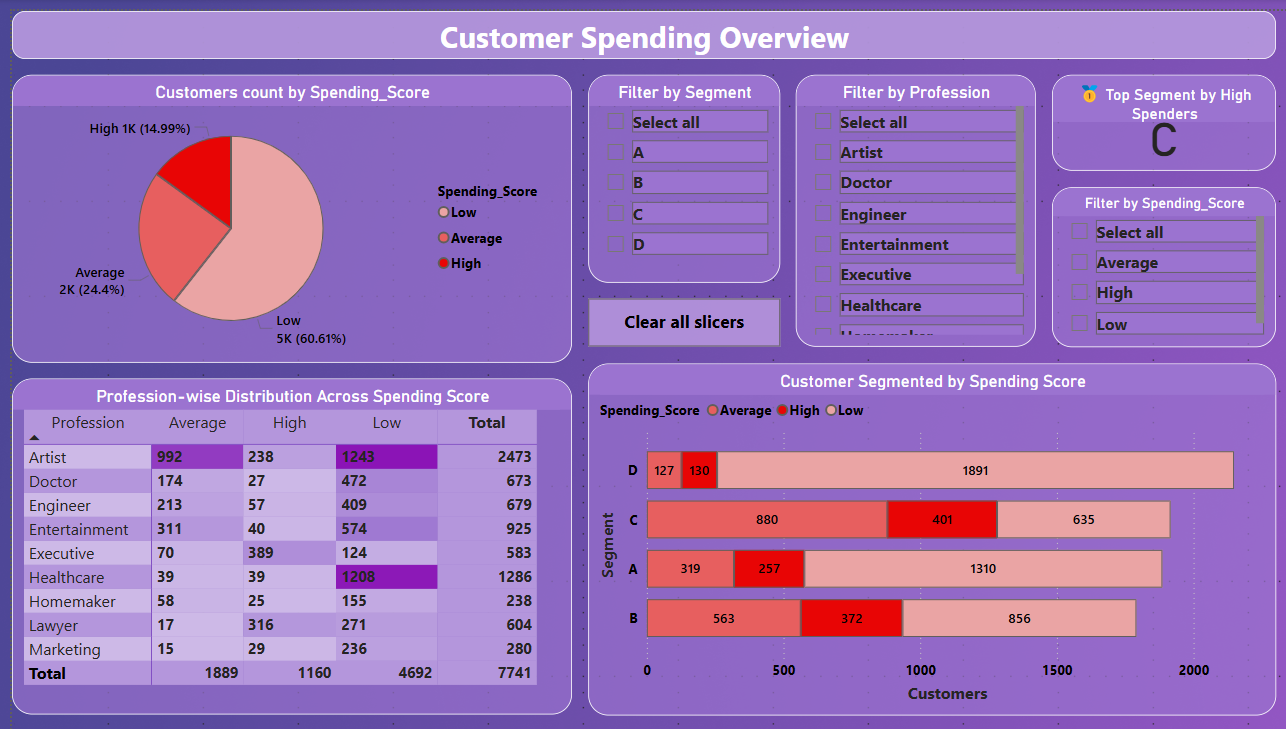 Customer Spending Overview
Customers count by Spending_Score
High 1K (14.99%)
Average
2K (24.4%)
Low
5K (60.61%)
Spending_Score
Low
Average
High
Filter by Segment
Select all
A
B
C
D
Clear all slicers
Filter by Profession
Select all
Artist
Doctor
Engineer
Entertainment
Executive
Healthcare
Homemaker
🥇 Top Segment by High
Spenders
C
Filter by Spending_Score
Select all
Average
High
Low
Profession-wise Distribution Across Spending Score
Profession Average High Low Total
Artist 992 238 1243 2473
Doctor 174 27 472 673
Engineer 213 57 409 679
Entertainment 311 40 574 925
Executive 70 389 124 583
Healthcare 39 39 1208 1286
Homemaker 58 25 155 238
Lawyer 17 316 271 604
Marketing 15 29 236 280
Total 1889 1160 4692 7741
Customer Segmented by Spending Score
Spending_Score Average High Low
Segment
D 127 130 1891
C 880 401 635
A 319 257 1310
B 563 372 856
0 500 1000 1500 2000
Customers